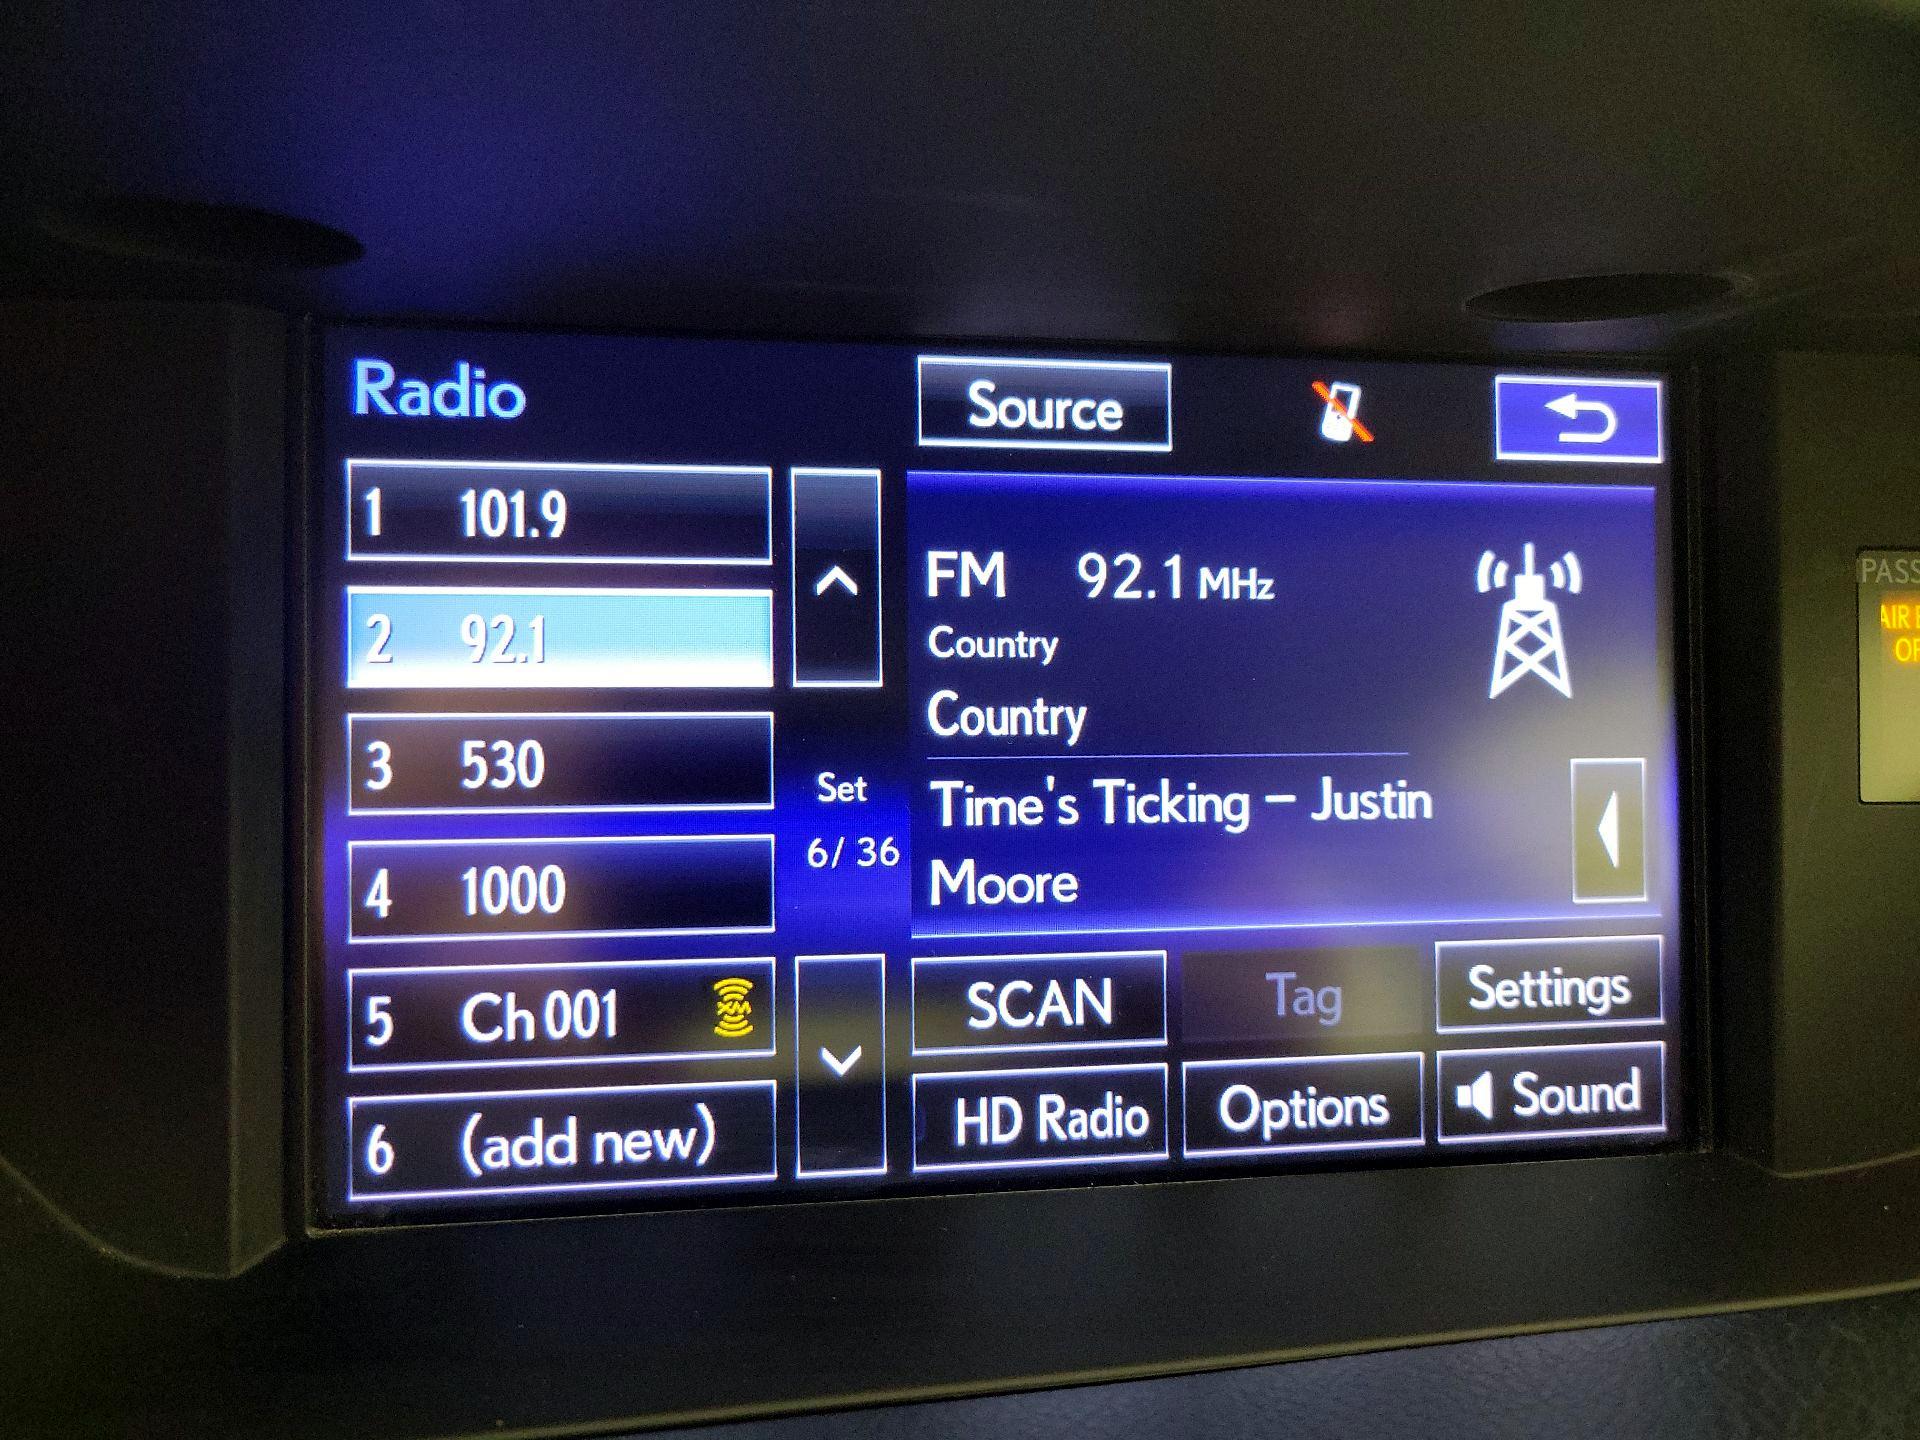 Radio
Source
1 101.9
2 92.1
3 530
4 1000
5 Ch 001
XM
6 (add new)
Set
6/ 36
FM 92.1 MHz
Country
Country
Time's Ticking – Justin
Moore
SCAN
Tag
Settings
HD Radio
Options
Sound
PASS
AIR